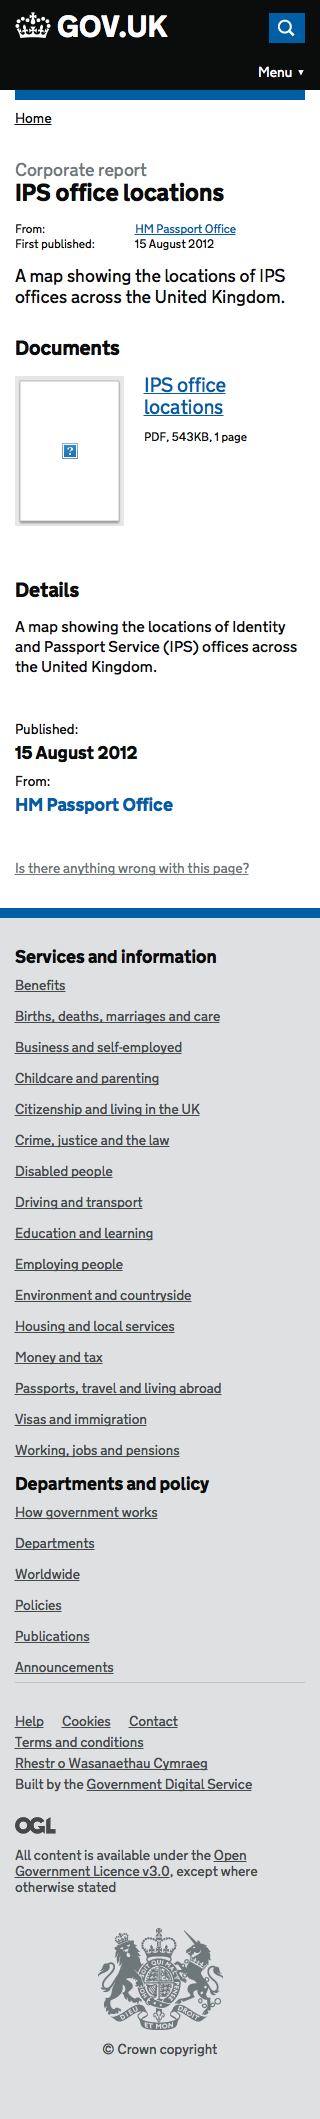 GOV.UK
Menu ▼
Home
Corporate report
IPS office locations
From: HM Passport Office
First published: 15 August 2012
A map showing the locations of IPS
offices across the United Kingdom.
Documents
IPS office
locations
PDF, 543KB, 1 page
Details
A map showing the locations of Identity
and Passport Service (IPS) offices across
the United Kingdom.
Published:
15 August 2012
From:
HM Passport Office
Is there anything wrong with this page?
Services and information
Benefits
Births, deaths, marriages and care
Business and self-employed
Childcare and parenting
Citizenship and living in the UK
Crime, justice and the law
Disabled people
Driving and transport
Education and learning
Employing people
Environment and countryside
Housing and local services
Money and tax
Passports, travel and living abroad
Visas and immigration
Working, jobs and pensions
Departments and policy
How government works
Departments
Worldwide
Policies
Publications
Announcements
Help Cookies Contact
Terms and conditions
Rhestr o Wasanaethau Cymraeg
Built by the Government Digital Service
OGL
All content is available under the Open
Government Licence v3.0, except where
otherwise stated
DIEU ET MON DROIT
© Crown copyright